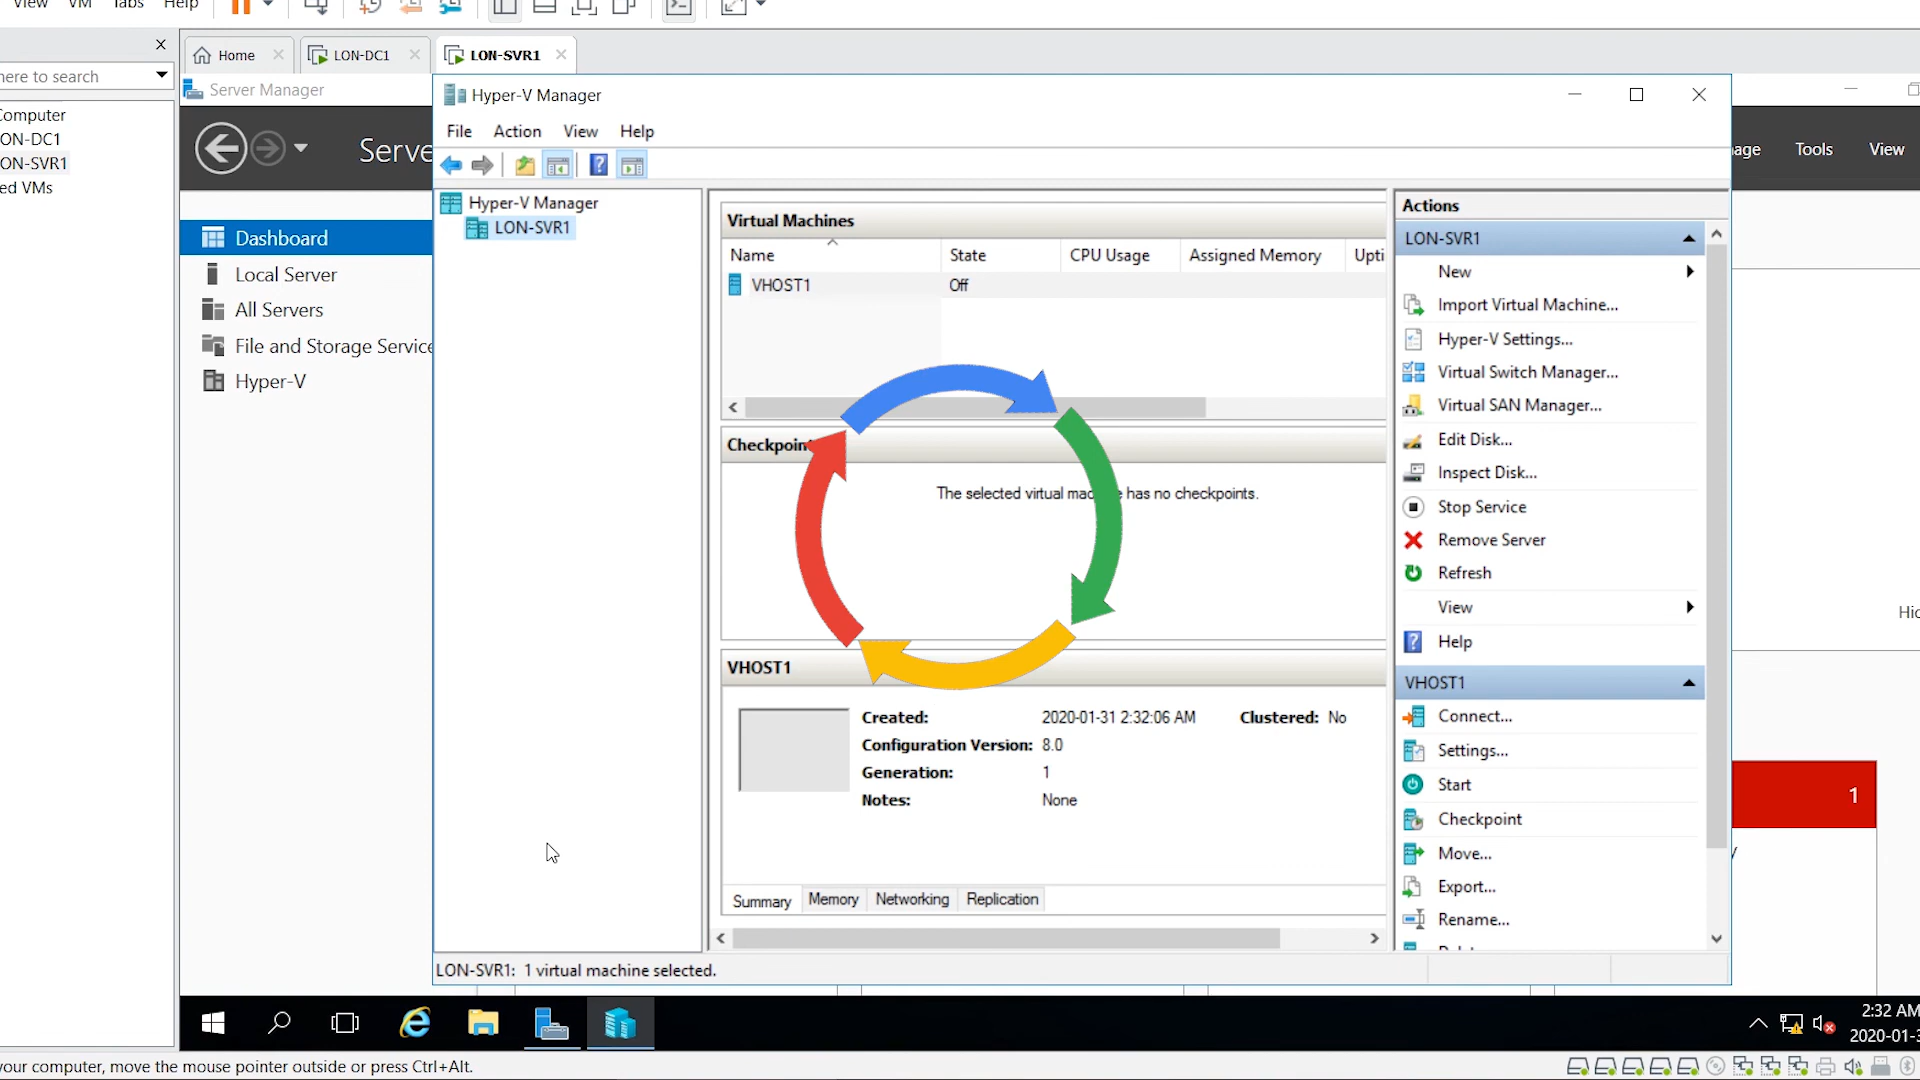 View VM Tabs Help
Home LON-DC1 LON-SVR1
here to search
Computer
ON-DC1
ON-SVR1
ed VMs
Server Manager
Serve
Dashboard
Local Server
All Servers
File and Storage Service
Hyper-V
Hyper-V Manager
File Action View Help
Hyper-V Manager
LON-SVR1
Virtual Machines
Name State CPU Usage Assigned Memory Upti
VHOST1 Off
Checkpoin
The selected virtual mac e has no checkpoints.
VHOST1
Created: 2020-01-31 2:32:06 AM Clustered: No
Configuration Version: 8.0
Generation: 1
Notes: None
Summary Memory Networking Replication
LON-SVR1: 1 virtual machine selected.
Actions
LON-SVR1
New
Import Virtual Machine...
Hyper-V Settings...
Virtual Switch Manager...
Virtual SAN Manager...
Edit Disk...
Inspect Disk...
Stop Service
Remove Server
Refresh
View
Help
VHOST1
Connect...
Settings...
Start
Checkpoint
Move...
Export...
Rename...
age Tools View
Hic
1
2:32 AM
2020-01-3
your computer, move the mouse pointer outside or press Ctrl+Alt.